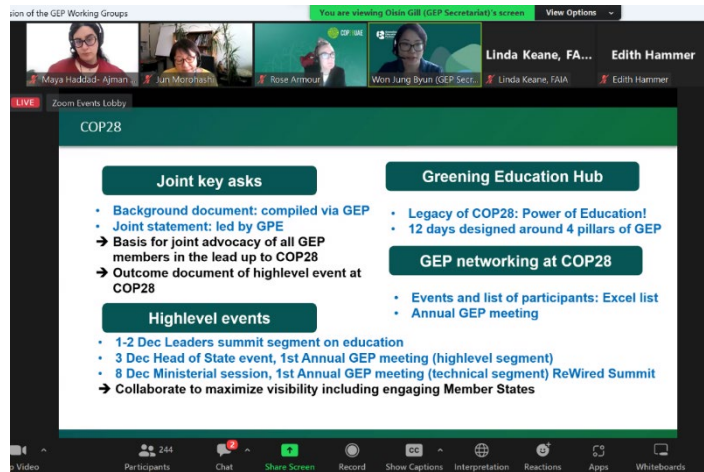 sion of the GEP Working Groups
You are viewing Oisin Gill (GEP Secretariat)'s screen
View Options
COP28UAE
Linda Keane, FA...
Edith Hammer
Maya Haddad- Ajman
Jun Morohashi
Rose Armour
Won Jung Byun (GEP Secr...
Linda Keane, FAIA
Edith Hammer
LIVE
Zoom Events Lobby
COP28
Joint key asks
• Background document: compiled via GEP
• Joint statement: led by GPE
→ Basis for joint advocacy of all GEP
members in the lead up to COP28
→ Outcome document of highlevel event at
COP28
Greening Education Hub
• Legacy of COP28: Power of Education!
• 12 days designed around 4 pillars of GEP
GEP networking at COP28
• Events and list of participants: Excel list
• Annual GEP meeting
Highlevel events
• 1-2 Dec Leaders summit segment on education
• 3 Dec Head of State event, 1st Annual GEP meeting (highlevel segment)
• 8 Dec Ministerial session, 1st Annual GEP meeting (technical segment) ReWired Summit
→ Collaborate to maximize visibility including engaging Member States
244
2
CC
p Video
Participants
Chat
Share Screen
Record
Show Captions
Interpretation
Reactions
Apps
Whiteboards